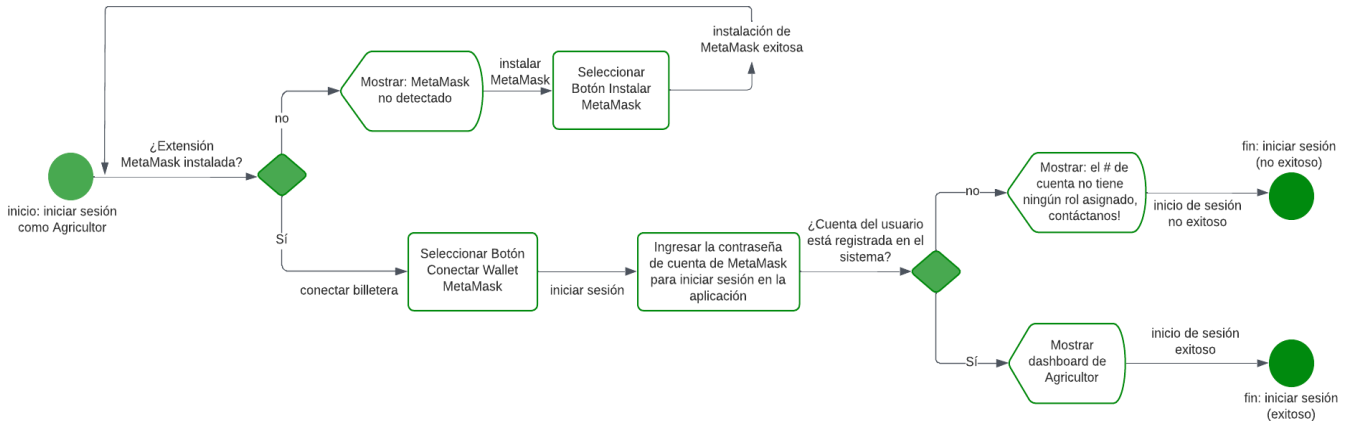 instalación de
MetaMask exitosa
Mostrar: MetaMask
no detectado
instalar
MetaMask
Seleccionar
Botón Instalar
MetaMask
no
¿Extensión
MetaMask instalada?
inicio: iniciar sesión
como Agricultor
Sí
conectar billetera
Seleccionar Botón
Conectar Wallet
MetaMask
iniciar sesión
Ingresar la contraseña
de cuenta de MetaMask
para iniciar sesión en la
aplicación
¿Cuenta del usuario
está registrada en el
sistema?
no
Mostrar: el # de
cuenta no tiene
ningún rol asignado,
contáctanos!
inicio de sesión
no exitoso
fin: iniciar sesión
(no exitoso)
Sí
Mostrar
dashboard de
Agricultor
inicio de sesión
exitoso
fin: iniciar sesión
(exitoso)